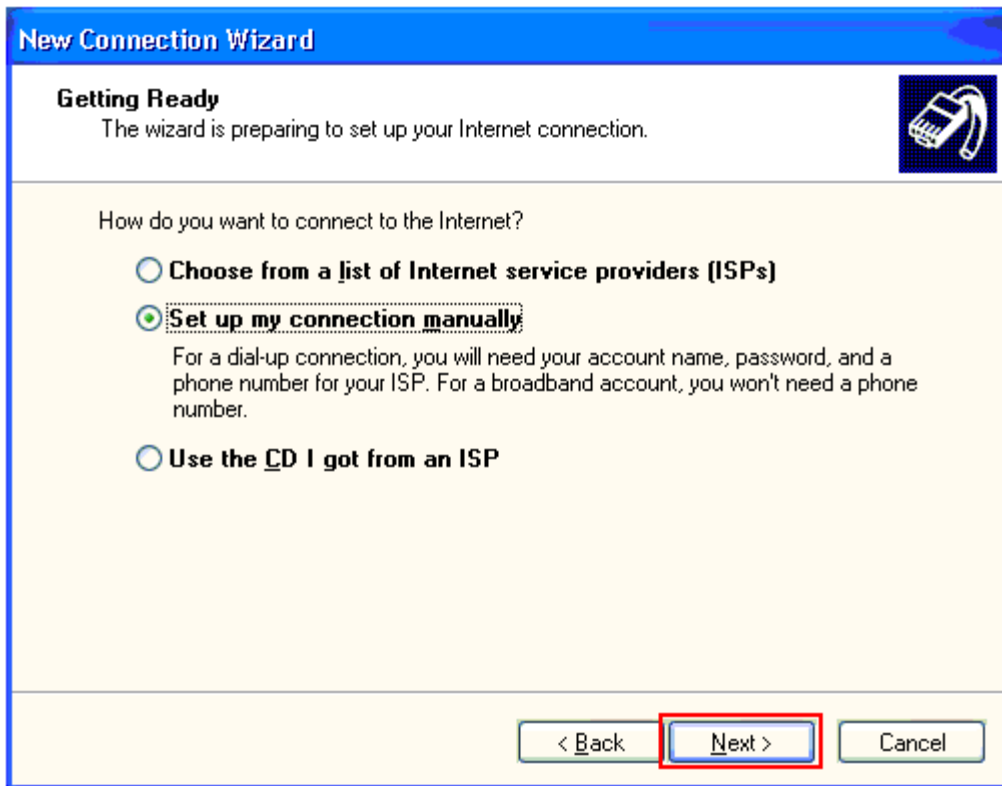 New Connection Wizard
Getting Ready
The wizard is preparing to set up your Internet connection.
How do you want to connect to the Internet?
Choose from a list of Internet service providers (ISPs)
Set up my connection manually
For a dial-up connection, you will need your account name, password, and a
phone number for your ISP. For a broadband account, you won't need a phone
number.
Use the CD I got from an ISP
< Back Next > Cancel